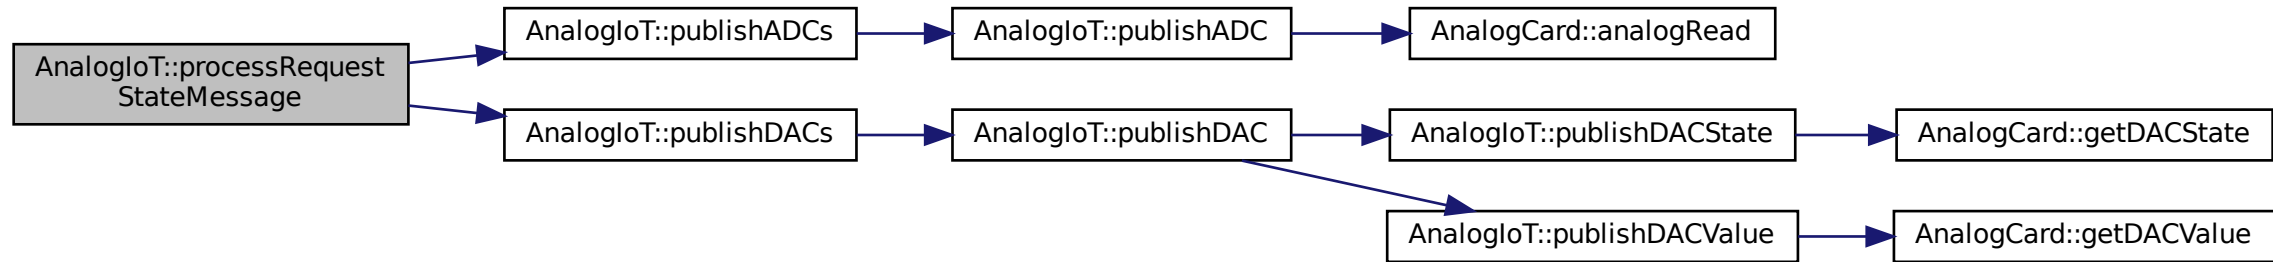 AnalogIoT::processRequest
StateMessage
AnalogIoT::publishADCs
AnalogIoT::publishADC
AnalogCard::analogRead
AnalogIoT::publishDACs
AnalogIoT::publishDAC
AnalogIoT::publishDACState
AnalogCard::getDACState
AnalogIoT::publishDACValue
AnalogCard::getDACValue